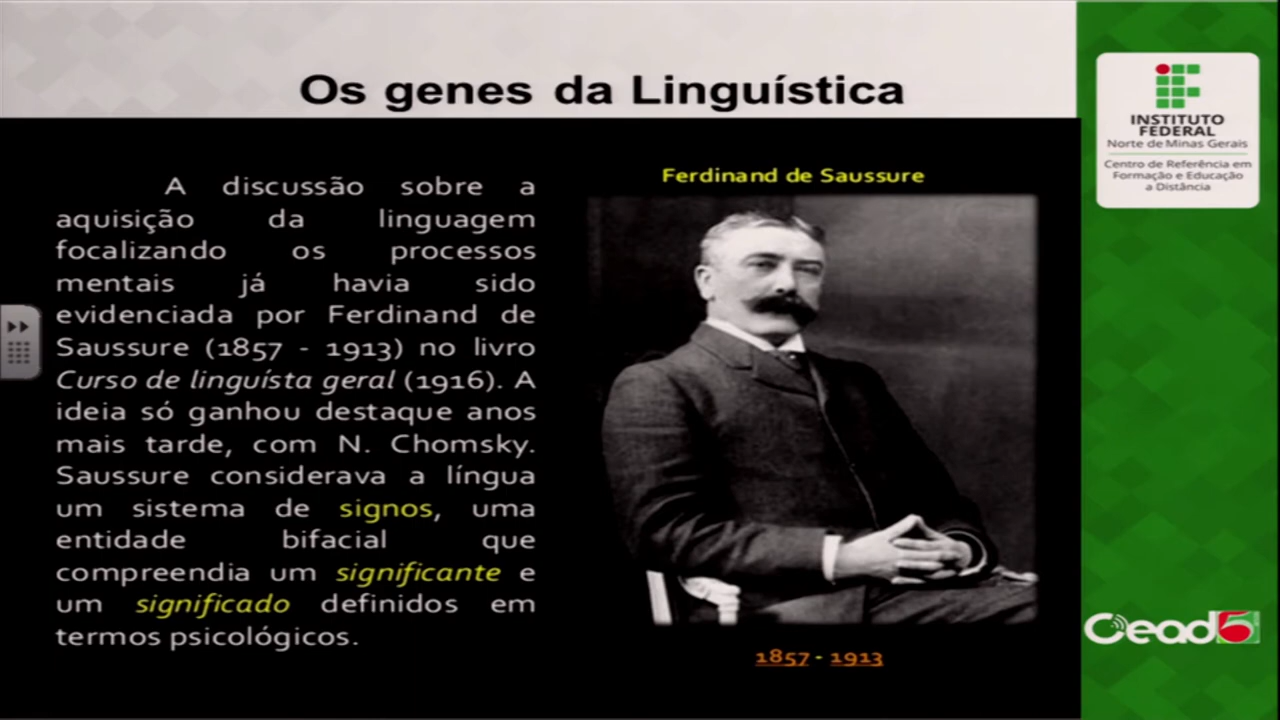 Os genes da Linguística
A discussão sobre a
aquisição da linguagem
focalizando os processos
mentais já havia sido
evidenciada por Ferdinand de
Saussure (1857 - 1913) no livro
Curso de linguísta geral (1916). A
ideia só ganhou destaque anos
mais tarde, com N. Chomsky.
Saussure considerava a língua
um sistema de signos, uma
entidade bifacial que
compreendia um significante e
um significado definidos em
termos psicológicos.
Ferdinand de Saussure
1857 - 1913
INSTITUTO
FEDERAL
Norte de Minas Gerais
Centro de Referência em
Formação e Educação
a Distância
Cead5